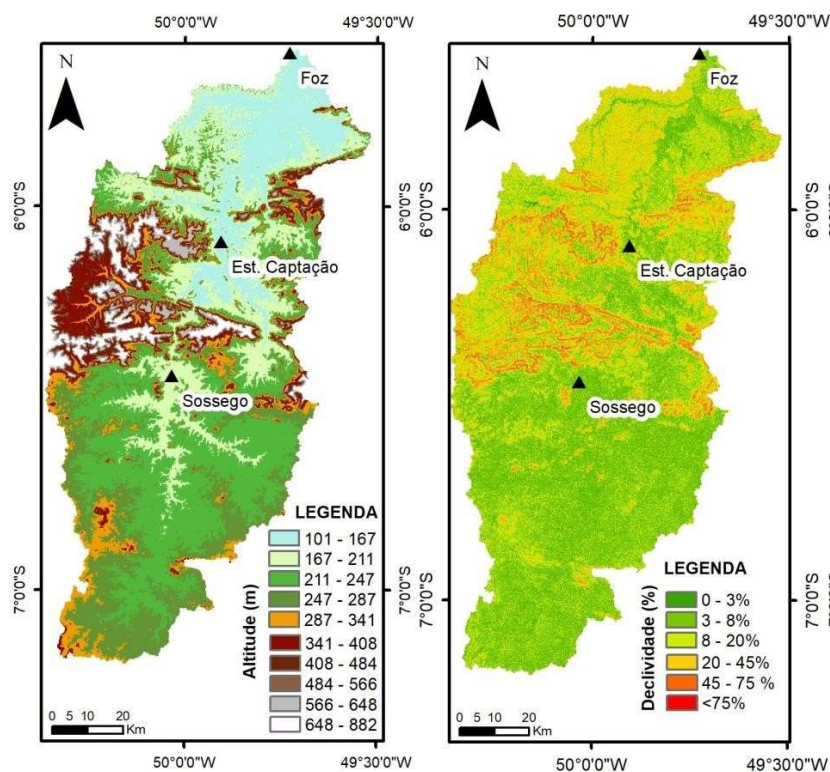 50°0'0"W 49°30'0"W
N
Foz
6°0'0"S
Est. Captação
Sossego
LEGENDA
Altitude (m)
101 - 167
167 - 211
211 - 247
247 - 287
287 - 341
341 - 408
408 - 484
484 - 566
566 - 648
648 - 882
7°0'0"S
0 5 10 20
Km
50°0'0"W 49°30'0"W
50°0'0"W 49°30'0"W
N
Foz
6°0'0"S
Est. Captação
Sossego
LEGENDA
Declividade (%)
0 - 3%
3 - 8%
8 - 20%
20 - 45%
45 - 75 %
<75%
7°0'0"S
0 5 10 20
Km
50°0'0"W 49°30'0"W